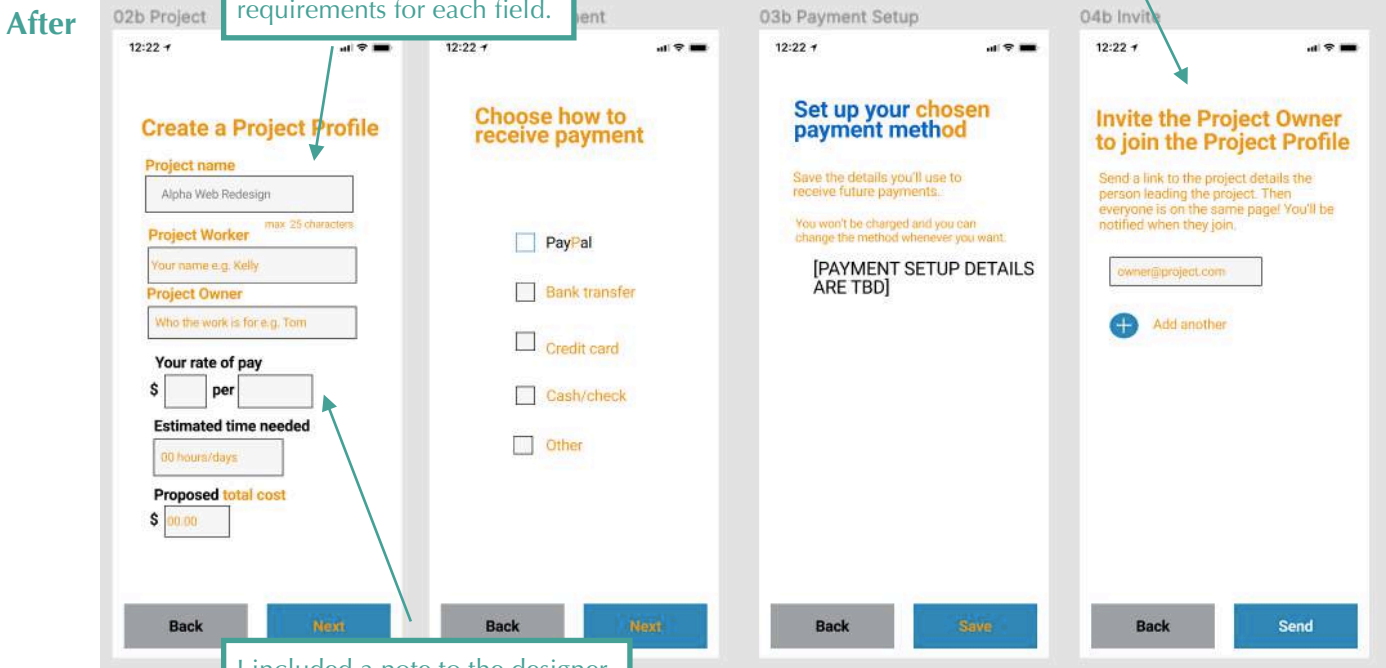 After
02b Project
requirements for each field.
03b Payment Setup
04b Invite
12:22
Create a Project Profile
Project name
Alpha Web Redesign
max 25 characters
Project Worker
Your name e.g. Kelly
Project Owner
Who the work is for e.g. Tom
Your rate of pay
$ per
Estimated time needed
00 hours/days
Proposed total cost
$ 00.00
Back Next
I included a note to the designer
12:22
Choose how to
receive payment
PayPal
Bank transfer
Credit card
Cash/check
Other
Back Next
12:22
Set up your chosen
payment method
Save the details you'll use to
receive future payments.
You won't be charged and you can
change the method whenever you want.
[PAYMENT SETUP DETAILS
ARE TBD]
Back Save
12:22
Invite the Project Owner
to join the Project Profile
Send a link to the project details the
person leading the project. Then
everyone is on the same page! You'll be
notified when they join.
owner@project.com
Add another
Back Send